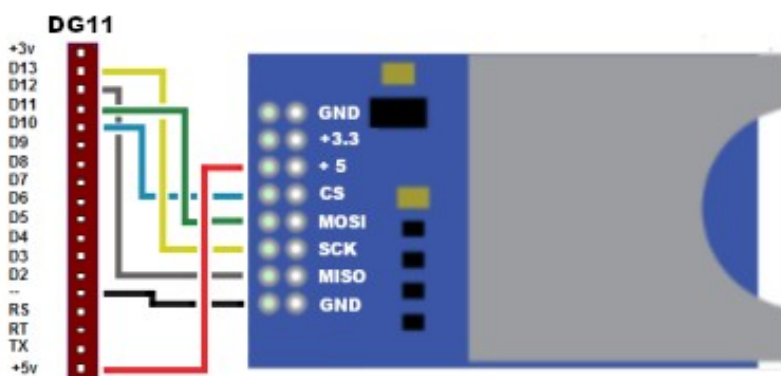 DG11
+3v
D13
D12
D11
D10
D9
D8
D7
D6
D5
D4
D3
D2
--
RS
RT
TX
+5v
GND
+3.3
+ 5
CS
MOSI
SCK
MISO
GND